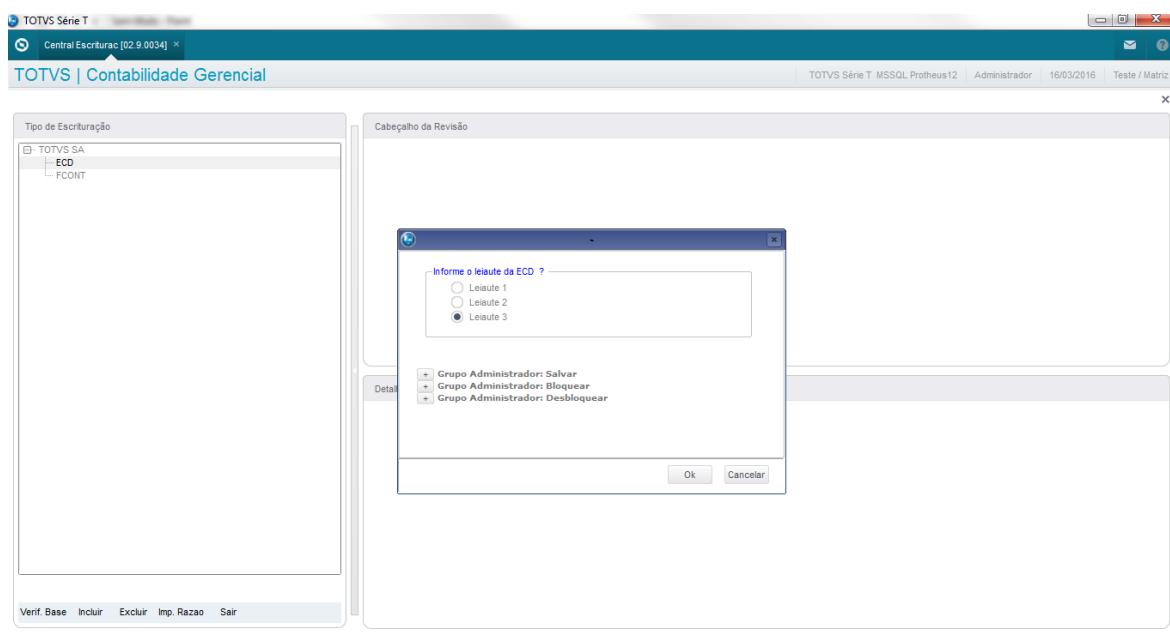 TOTVS Série T
Central Escriturac [02.9.0034] ×
TOTVS | Contabilidade Gerencial
TOTVS Série T MSSQL Protheus12 Administrador 16/03/2016 Teste / Matriz
Tipo de Escrituração
Cabeçalho da Revisão
TOTVS SA
ECD
FCONT
Informe o leiaute da ECD ?
Leiaute 1
Leiaute 2
Leiaute 3
Grupo Administrador: Salvar
Grupo Administrador: Bloquear
Grupo Administrador: Desbloquear
Detal
Ok Cancelar
Verif. Base Incluir Excluir Imp. Razao Sair